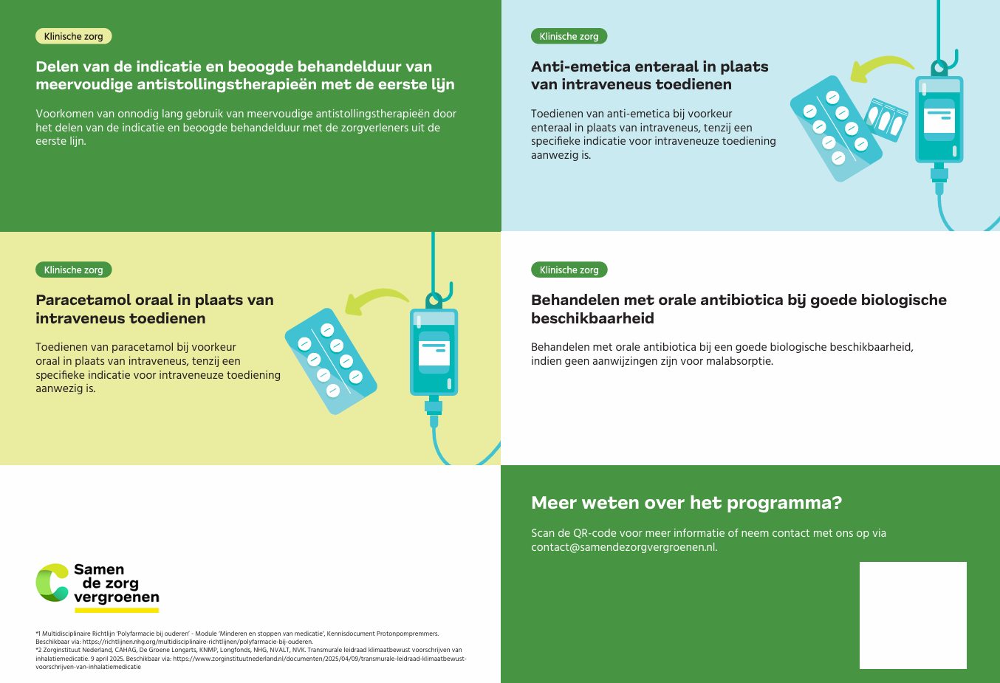 Klinische zorg
Delen van de indicatie en beoogde behandelduur van
meervoudige antistollingstherapieën met de eerste lijn
Voorkomen van onnodig lang gebruik van meervoudige antistollingstherapieën door
het delen van de indicatie en beoogde behandelduur met de zorgverleners uit de
eerste lijn.
Klinische zorg
Anti-emetica enteraal in plaats
van intraveneus toedienen
Toedienen van anti-emetica bij voorkeur
enteraal in plaats van intraveneus, tenzij een
specifieke indicatie voor intraveneuze toediening
aanwezig is.
Klinische zorg
Paracetamol oraal in plaats van
intraveneus toedienen
Toedienen van paracetamol bij voorkeur
oraal in plaats van intraveneus, tenzij een
specifieke indicatie voor intraveneuze toediening
aanwezig is.
Klinische zorg
Behandelen met orale antibiotica bij goede biologische
beschikbaarheid
Behandelen met orale antibiotica bij een goede biologische beschikbaarheid,
indien geen aanwijzingen zijn voor malabsorptie.
Samen
de zorg
vergroenen
*1 Multidisciplinaire Richtlijn ‘Polyfarmacie bij ouderen’ - Module ‘Minderen en stoppen van medicatie’, Kennisdocument Protonpompremmers.
Beschikbaar via: https://richtlijnen.nhg.org/multidisciplinaire-richtlijnen/polyfarmacie-bij-ouderen.
*2 Zorginstituut Nederland, CAHAG, De Groene Longarts, KNMP, Longfonds, NHG, NVALT, NVK. Transmurale leidraad klimaatbewust voorschrijven van
inhalatiemedicatie. 9 april 2025. Beschikbaar via: https://www.zorginstituutnederland.nl/documenten/2025/04/09/transmurale-leidraad-klimaatbewust-
voorschrijven-van-inhalatiemedicatie
Meer weten over het programma?
Scan de QR-code voor meer informatie of neem contact met ons op via
contact@samendezorgvergroenen.nl.